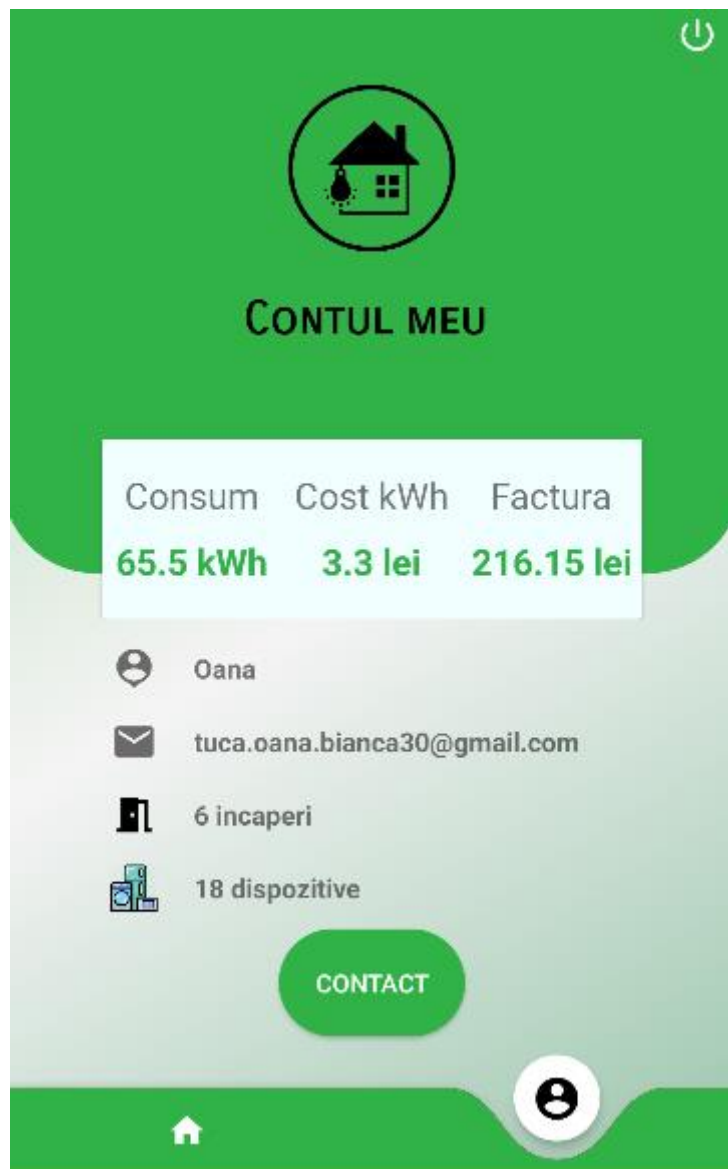 CONTUL MEU
Consum Cost kWh Factura
65.5 kWh 3.3 lei 216.15 lei
Oana
tuca.oana.bianca30@gmail.com
6 incaperi
18 dispozitive
CONTACT